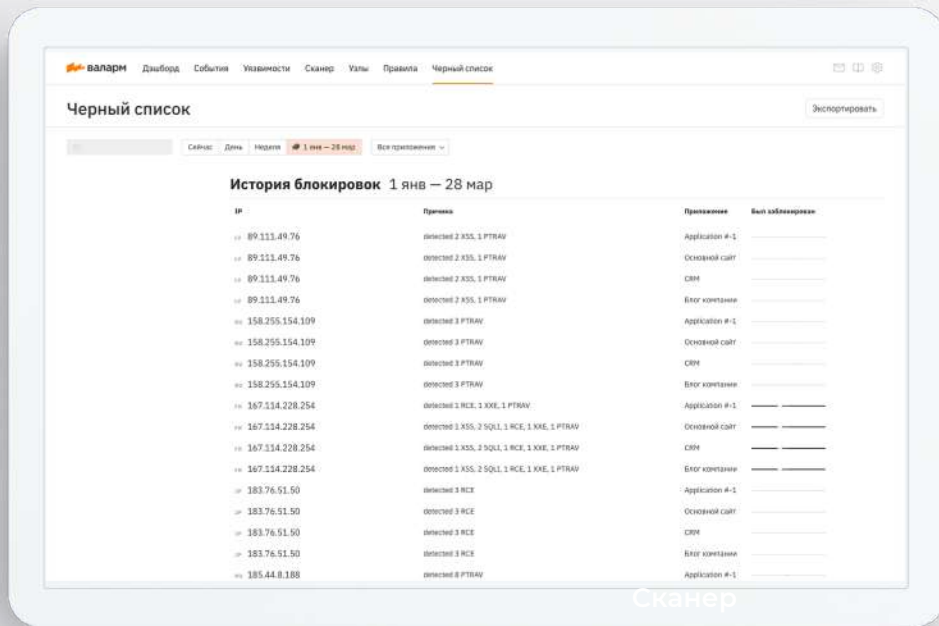 валарм Дашборд События Уязвимости Сканер Узлы Правила Черный список
Черный список Экспортировать
Сейчас День Неделя 1 янв — 28 мар Все приложения
История блокировок 1 янв — 28 мар
IP Причина Приложение Был заблокирован
89.111.49.76 detected 2 XSS, 1 PTRAV Application #-1
89.111.49.76 detected 2 XSS, 1 PTRAV Основной сайт
89.111.49.76 detected 2 XSS, 1 PTRAV CRM
89.111.49.76 detected 2 XSS, 1 PTRAV Блог компании
158.255.154.109 detected 3 PTRAV Application #-1
158.255.154.109 detected 3 PTRAV Основной сайт
158.255.154.109 detected 3 PTRAV CRM
158.255.154.109 detected 3 PTRAV Блог компании
167.114.228.254 detected 1 RCE, 1 XXE, 1 PTRAV Application #-1
167.114.228.254 detected 1 XSS, 2 SQLI, 1 RCE, 1 XXE, 1 PTRAV Основной сайт
167.114.228.254 detected 1 XSS, 2 SQLI, 1 RCE, 1 XXE, 1 PTRAV CRM
167.114.228.254 detected 1 XSS, 2 SQLI, 1 RCE, 1 XXE, 1 PTRAV Блог компании
183.76.51.50 detected 3 RCE Application #-1
183.76.51.50 detected 3 RCE Основной сайт
183.76.51.50 detected 3 RCE CRM
183.76.51.50 detected 3 RCE Блог компании
185.44.8.188 detected 8 PTRAV Application #-1
Сканер